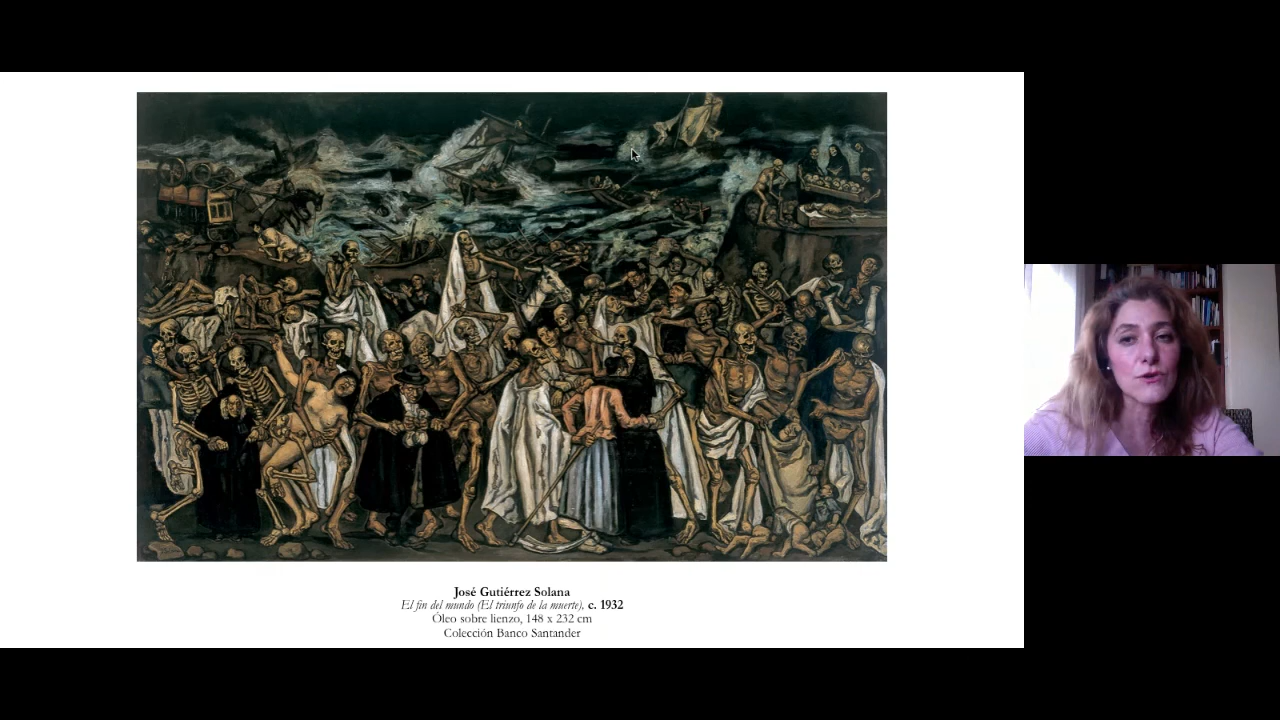 José Gutiérrez Solana
El fin del mundo (El triunfo de la muerte), c. 1932
Óleo sobre lienzo, 148 x 232 cm
Colección Banco Santander